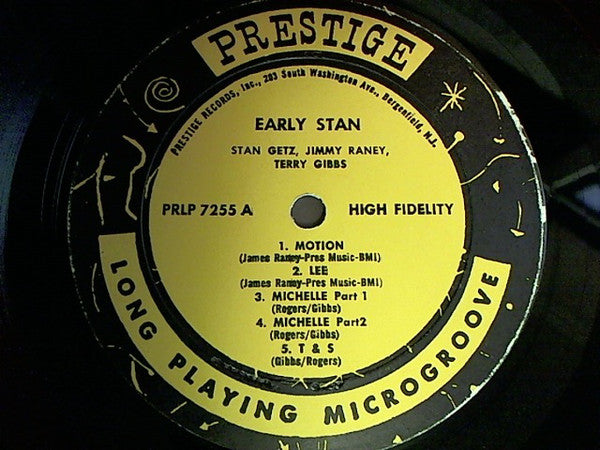 PRESTIGE
PRESTIGE RECORDS, Inc., 203 South Washington Ave., Bergenfield, N.J.
EARLY STAN
STAN GETZ, JIMMY RANEY,
TERRY GIBBS
PRLP 7255 A HIGH FIDELITY
1. MOTION
(James Raney-Pres Music-BMI)
2. LEE
(James Raney-Pres Music-BMI)
3. MICHELLE Part 1
(Rogers/Gibbs)
4. MICHELLE Part2
(Rogers/Gibbs)
5. T & S
(Gibbs/Rogers)
LONG PLAYING MICROGROOVE